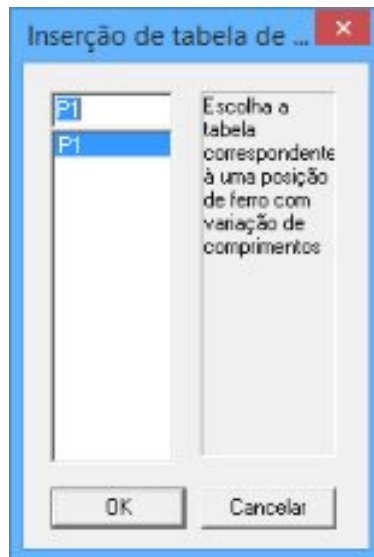 Inserção de tabela de ...
P1
P1
Escolha a
tabela
correspondente
à uma posição
de ferro com
variação de
comprimentos
OK
Cancelar